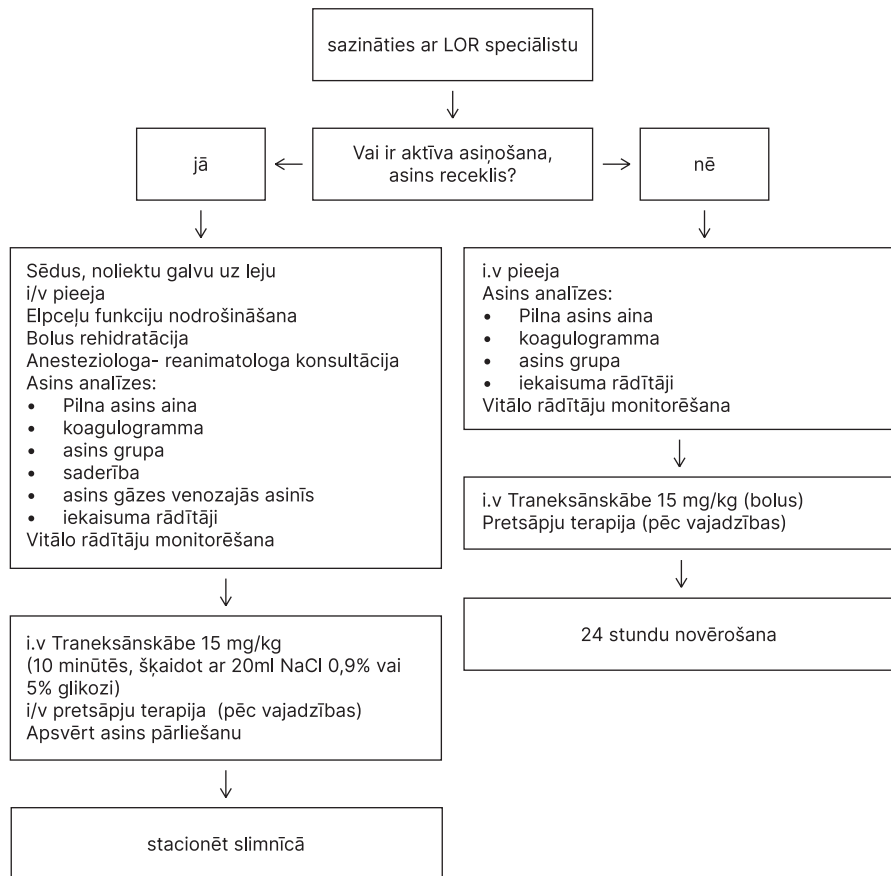 sazināties ar LOR speciālistu
jā
Vai ir aktīva asiņošana,
asins receklis?
nē
Sēdus, noliektu galvu uz leju
i/v pieeja
Elpceļu funkciju nodrošināšana
Bolus rehidratācija
Anesteziologa- reanimatologa konsultācija
Asins analīzes:
• Pilna asins aina
• koagulogramma
• asins grupa
• saderība
• asins gāzes venozajās asinīs
• iekaisuma rādītāji
Vitālo rādītāju monitorēšana
i.v Traneksānskābe 15 mg/kg
(10 minūtēs, šķaidot ar 20ml NaCl 0,9% vai
5% glikozi)
i/v pretsāpju terapija (pēc vajadzības)
Apsvērt asins pārliešanu
stacionēt slimnīcā
i.v pieeja
Asins analīzes:
• Pilna asins aina
• koagulogramma
• asins grupa
• iekaisuma rādītāji
Vitālo rādītāju monitorēšana
i.v Traneksānskābe 15 mg/kg (bolus)
Pretsāpju terapija (pēc vajadzības)
24 stundu novērošana